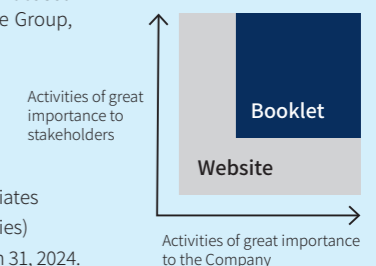 e Group,
Activities of great
importance to
stakeholders
Booklet
Website
iates
ies)
31, 2024.
Activities of great importance
to the Company